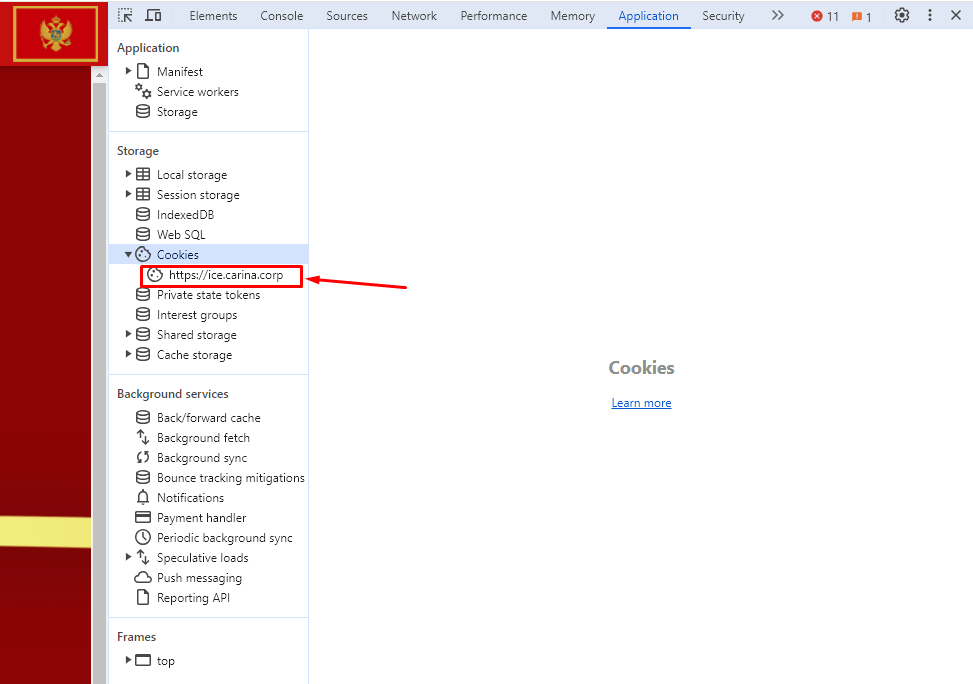 Elements Console Sources Network Performance Memory Application Security 11 1
Application
Manifest
Service workers
Storage
Storage
Local storage
Session storage
IndexedDB
Web SQL
Cookies
https://ice.carina.corp
Private state tokens
Interest groups
Shared storage
Cache storage
Background services
Back/forward cache
Background fetch
Background sync
Bounce tracking mitigations
Notifications
Payment handler
Periodic background sync
Speculative loads
Push messaging
Reporting API
Frames
top
Cookies
Learn more